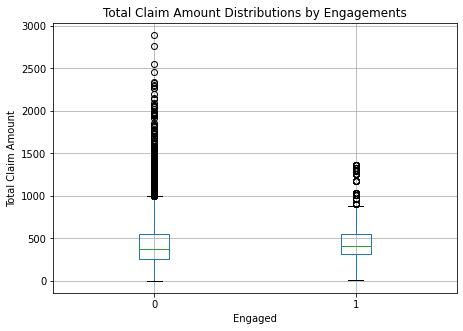 Total Claim Amount Distributions by Engagements
3000
2500
2000
1500
1000
500
0
Total Claim Amount
0 1
Engaged